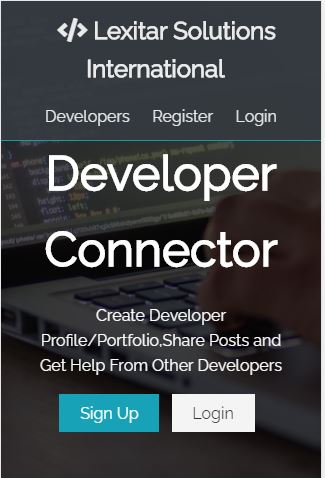 </> Lexitar Solutions
International
Developers Register Login
Developer
Connector
Create Developer
Profile/Portfolio,Share Posts and
Get Help From Other Developers
Sign Up Login